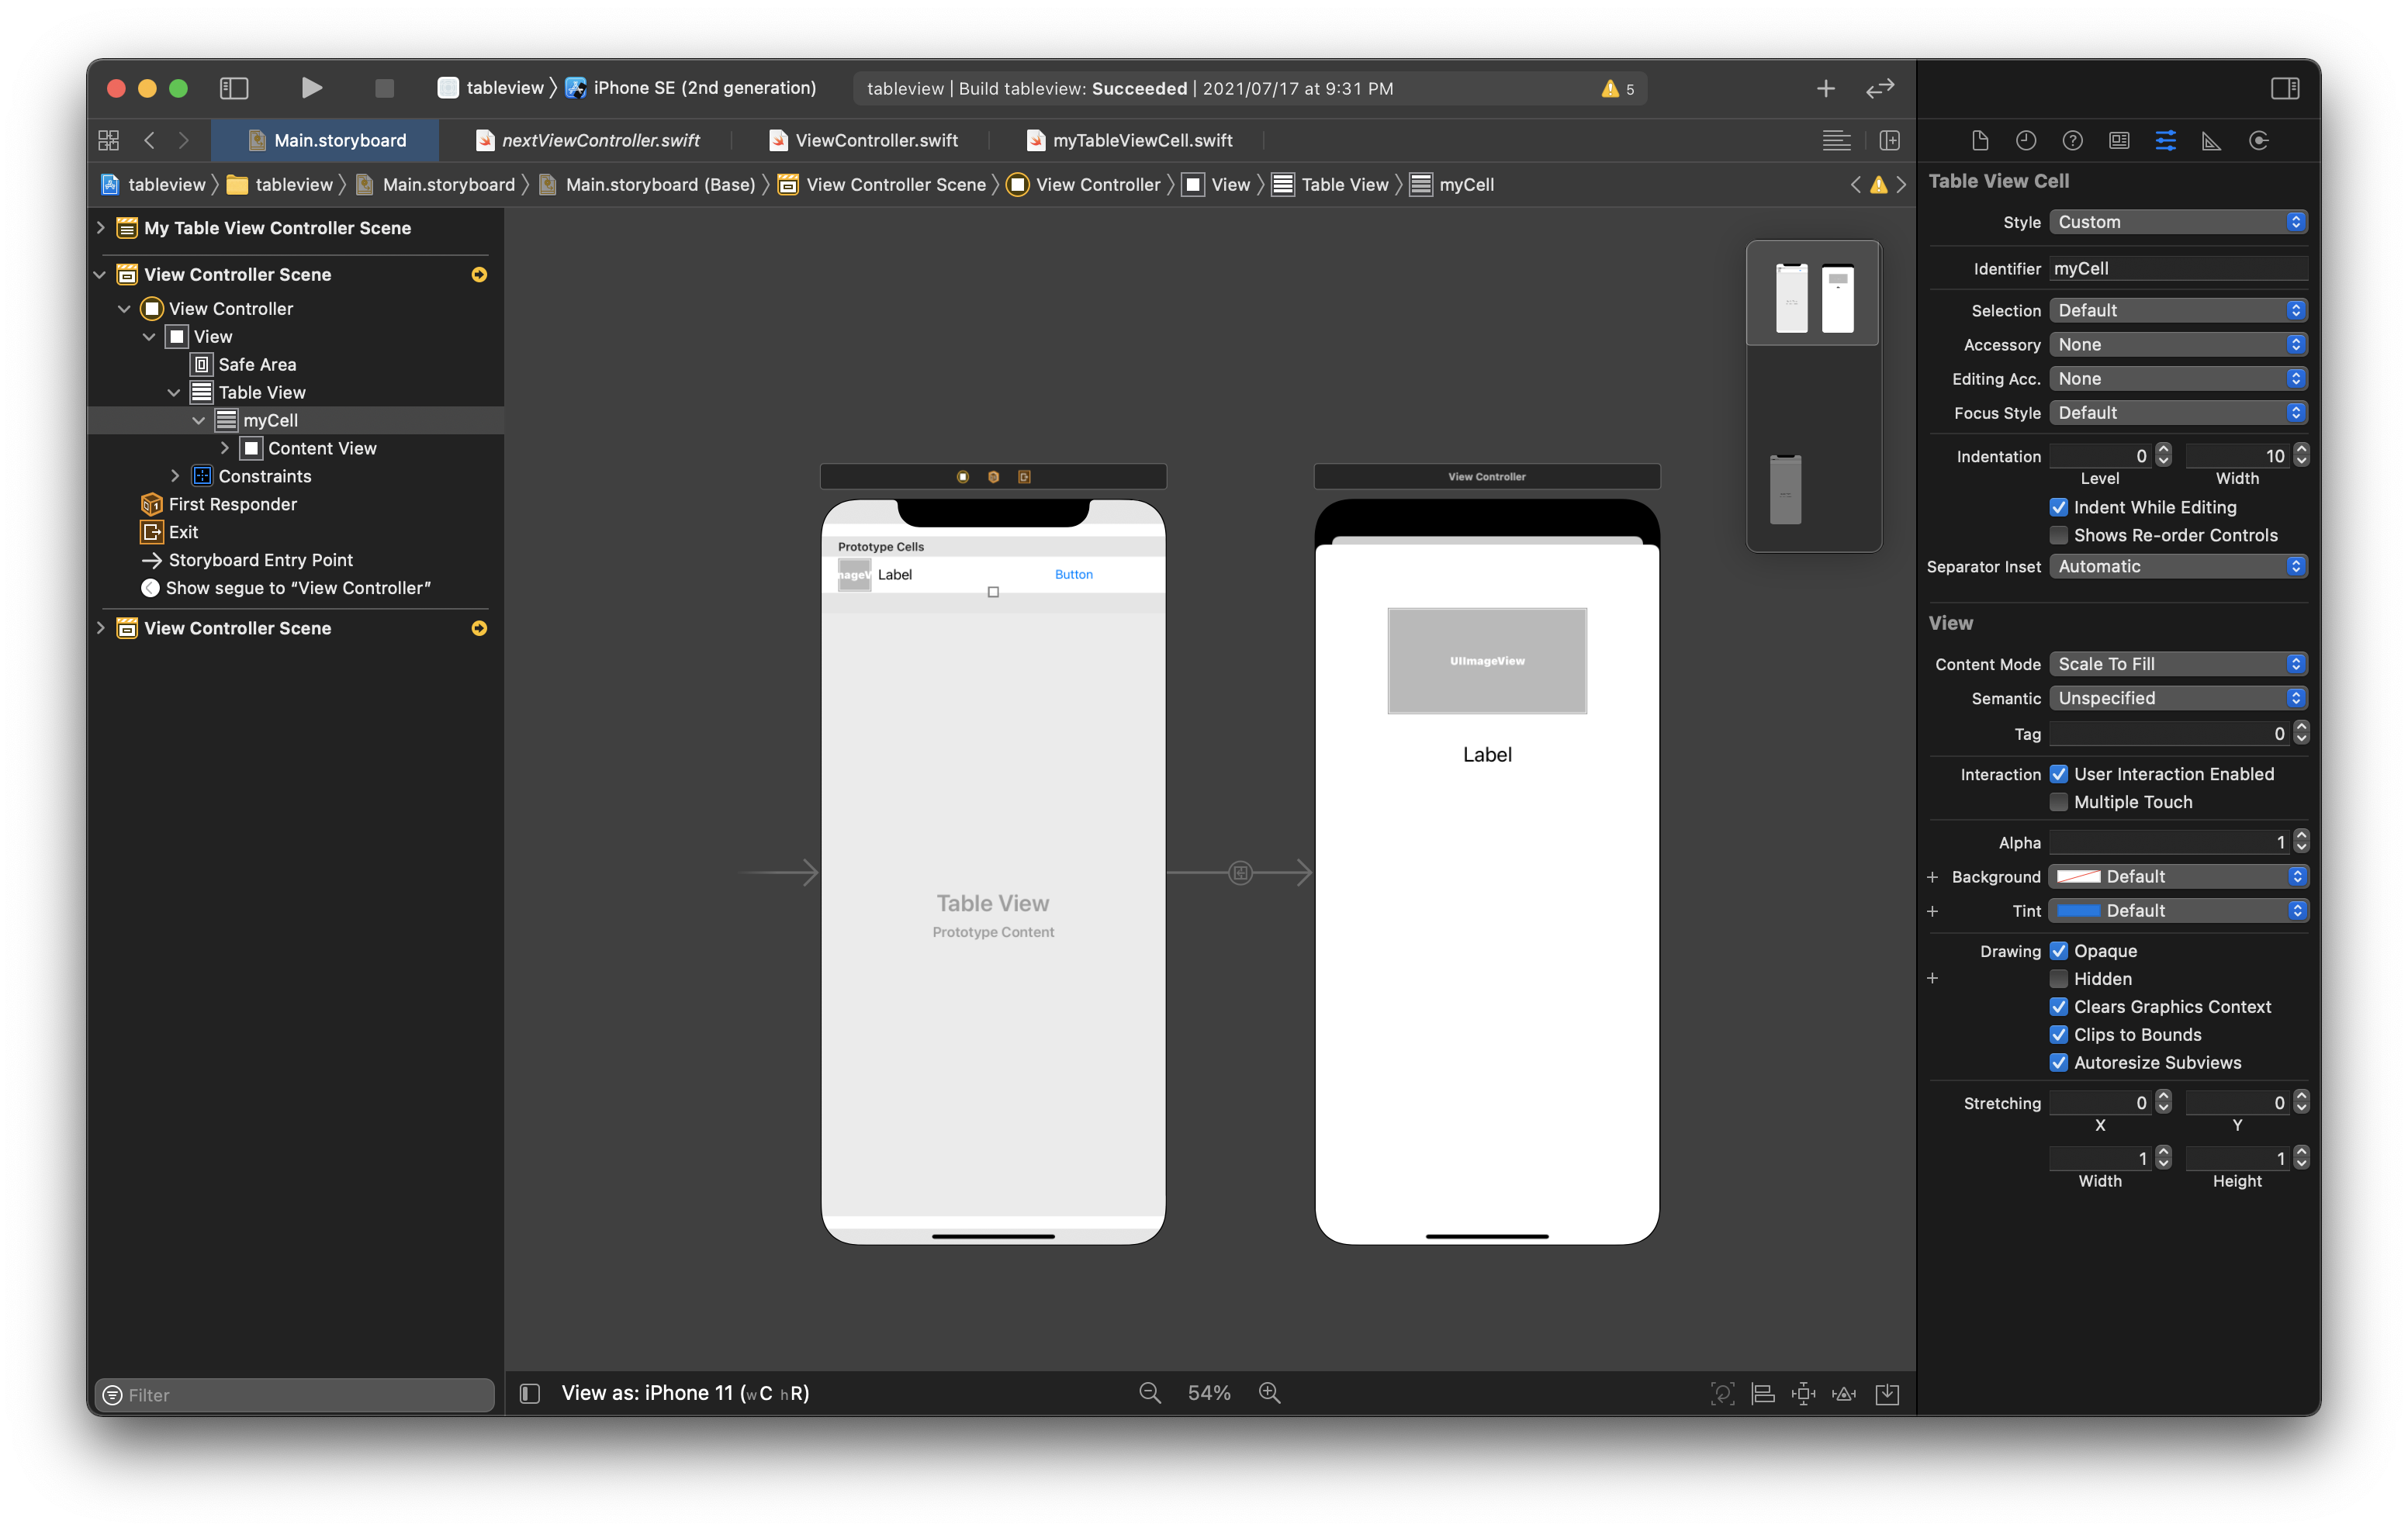 tableview iPhone SE (2nd generation)
tableview | Build tableview: Succeeded | 2021/07/17 at 9:31 PM
5
Main.storyboard
nextViewController.swift
ViewController.swift
myTableViewCell.swift
tableview tableview Main.storyboard Main.storyboard (Base) View Controller Scene View Controller View Table View myCell
My Table View Controller Scene
View Controller Scene
View Controller
View
Safe Area
Table View
myCell
Content View
Constraints
First Responder
Exit
Storyboard Entry Point
Show segue to “View Controller”
View Controller Scene
Filter
Prototype Cells
Label
Button
Table View
Prototype Content
View Controller
UIImageView
Label
View as: iPhone 11 (wC hR)
54%
Table View Cell
Style Custom
Identifier myCell
Selection Default
Accessory None
Editing Acc. None
Focus Style Default
Indentation 0 10
Level Width
Indent While Editing
Shows Re-order Controls
Separator Inset Automatic
View
Content Mode Scale To Fill
Semantic Unspecified
Tag 0
Interaction User Interaction Enabled
Multiple Touch
Alpha 1
+ Background Default
+ Tint Default
Drawing Opaque
+ Hidden
Clears Graphics Context
Clips to Bounds
Autoresize Subviews
Stretching 0 0
X Y
1 1
Width Height